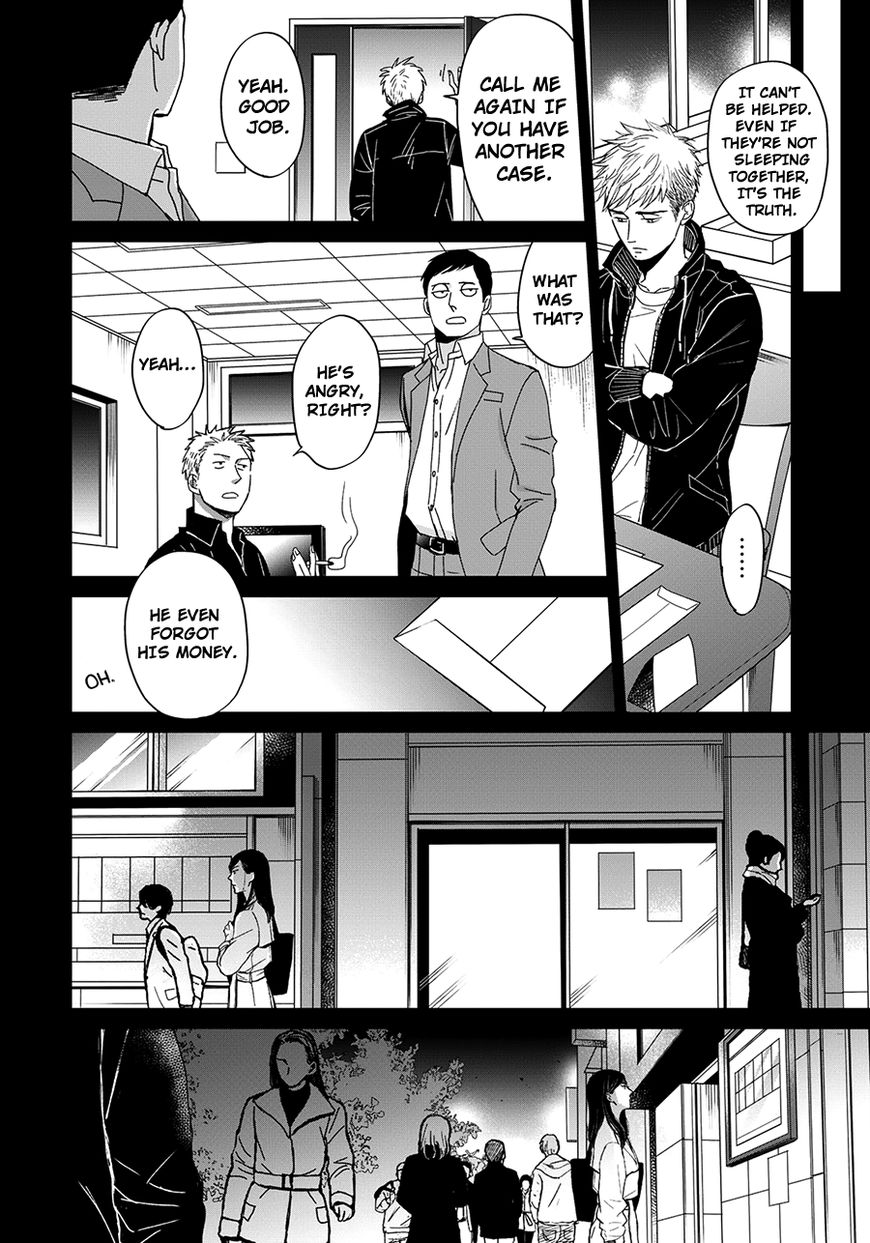 IT CAN'T
BE HELPED.
EVEN IF
THEY'RE NOT
SLEEPING
TOGETHER,
IT'S THE
TRUTH.
......
CALL ME
AGAIN IF
YOU HAVE
ANOTHER
CASE.
YEAH.
GOOD
JOB.
WHAT
WAS
THAT?
HE'S
ANGRY,
RIGHT?
YEAH...
HE EVEN
FORGOT
HIS MONEY.
OH.